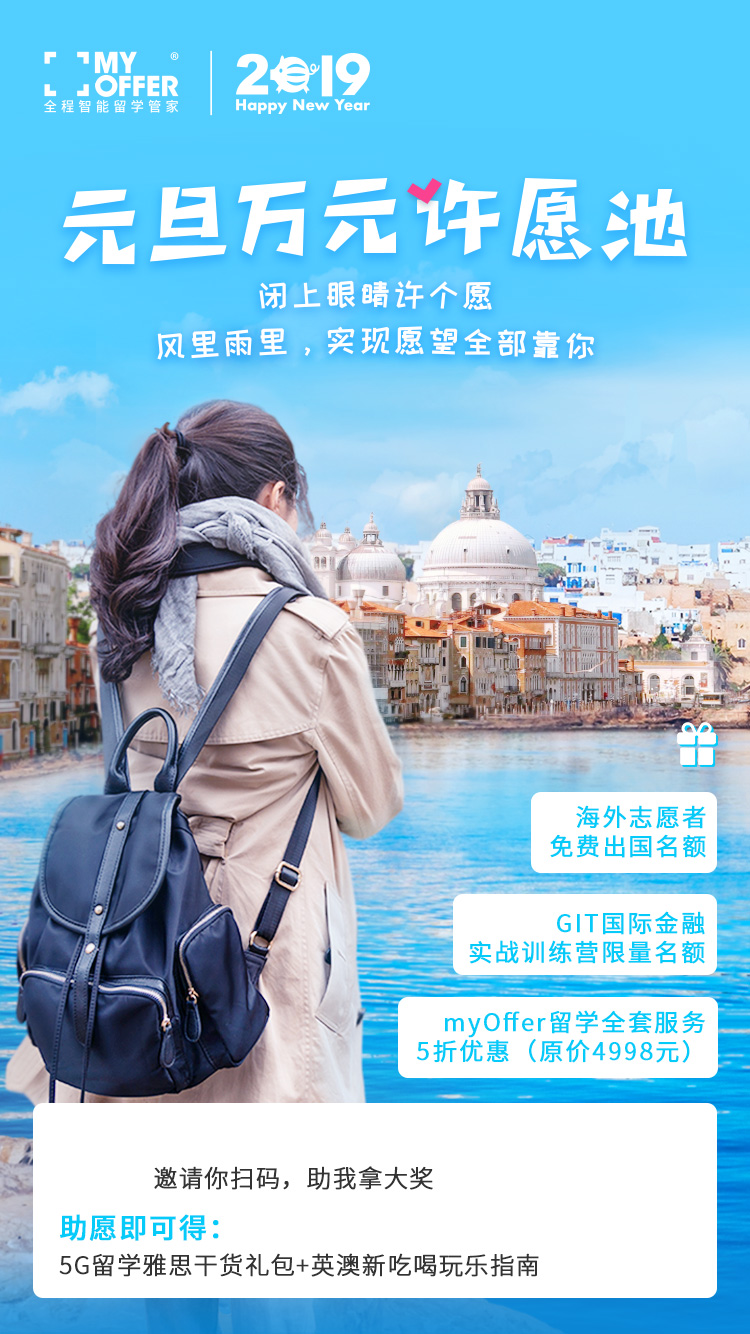 MY
OFFER®
全程智能留学管家
2019
Happy New Year
元旦万元许愿池
闭上眼睛许个愿
风里雨里，实现愿望全部靠你
海外志愿者
免费出国名额
GIT国际金融
实战训练营限量名额
myOffer留学全套服务
5折优惠（原价4998元）
邀请你扫码，助我拿大奖
助愿即可得：
5G留学雅思干货礼包+英澳新吃喝玩乐指南